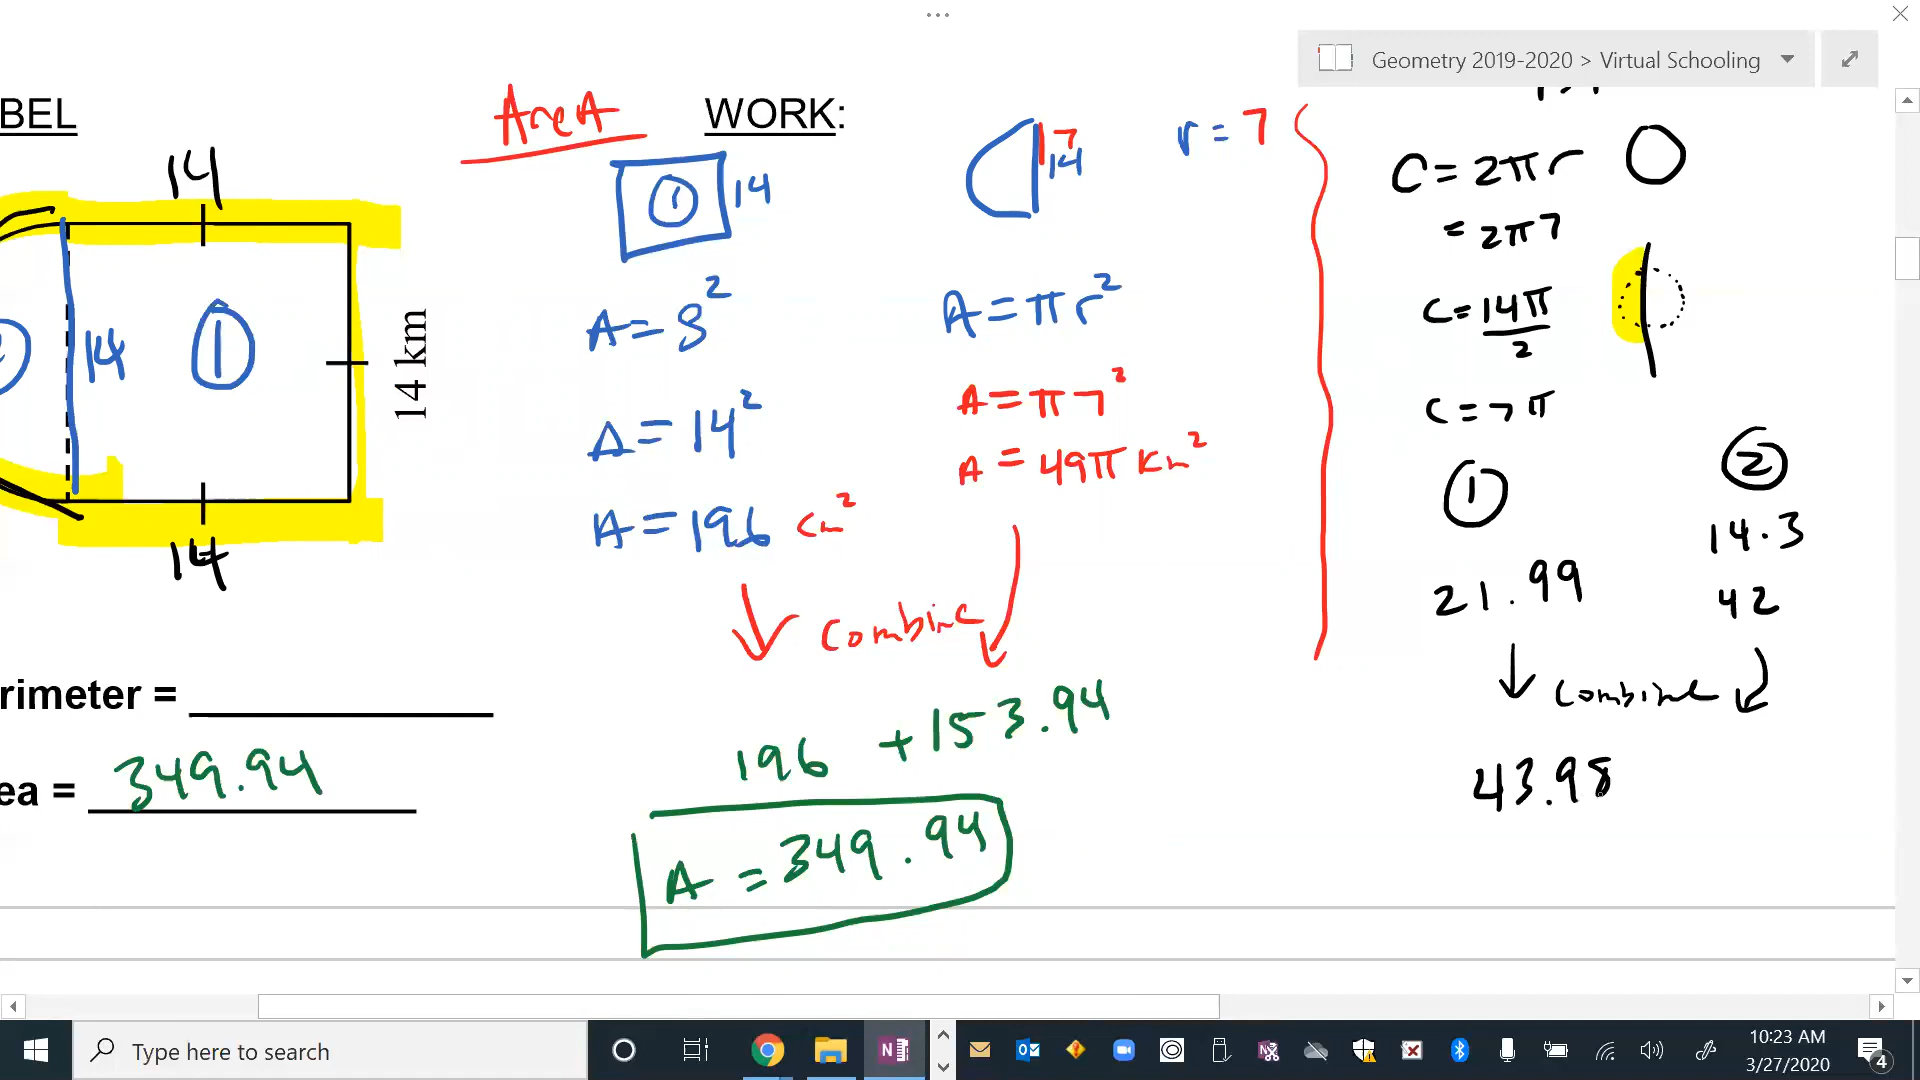 Geometry 2019-2020 > Virtual Schooling
BEL
14
14
1
14 km
14
rimeter =
ea = 349.94
Area
WORK:
1
14
A = s²
A = 14²
A = 196 cm²
7
14
r = 7
A = πr²
A = π7²
A = 49π Km²
combine
196 + 153.94
A = 349.94
C = 2πr
= 2π7
C = 14π/2
C = 7π
1
21.99
2
14.3
42
combine
43.98
Type here to search
10:23 AM
3/27/2020
4